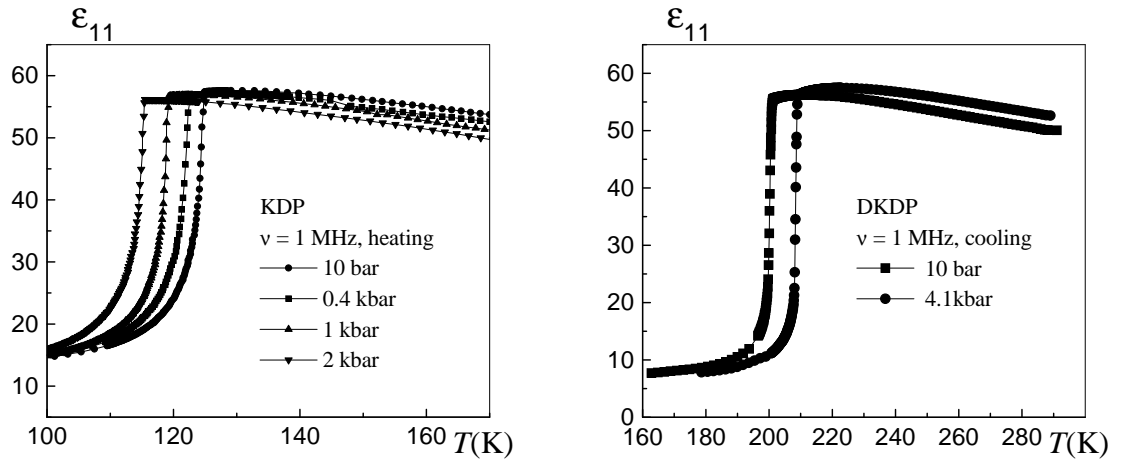 ε11
60
50
40
30
20
10
100
120
140
160
T(K)
KDP
ν = 1 MHz, heating
10 bar
0.4 kbar
1 kbar
2 kbar
ε11
60
50
40
30
20
10
0
160
180
200
220
240
260
280
T(K)
DKDP
ν = 1 MHz, cooling
10 bar
4.1kbar